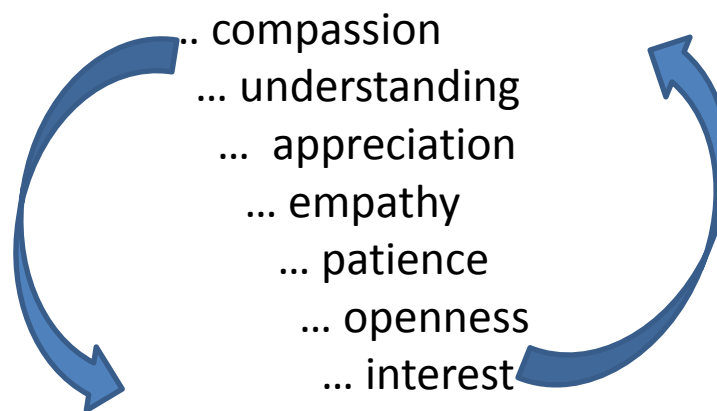 .. compassion
... understanding
... appreciation
... empathy
... patience
... openness
... interest